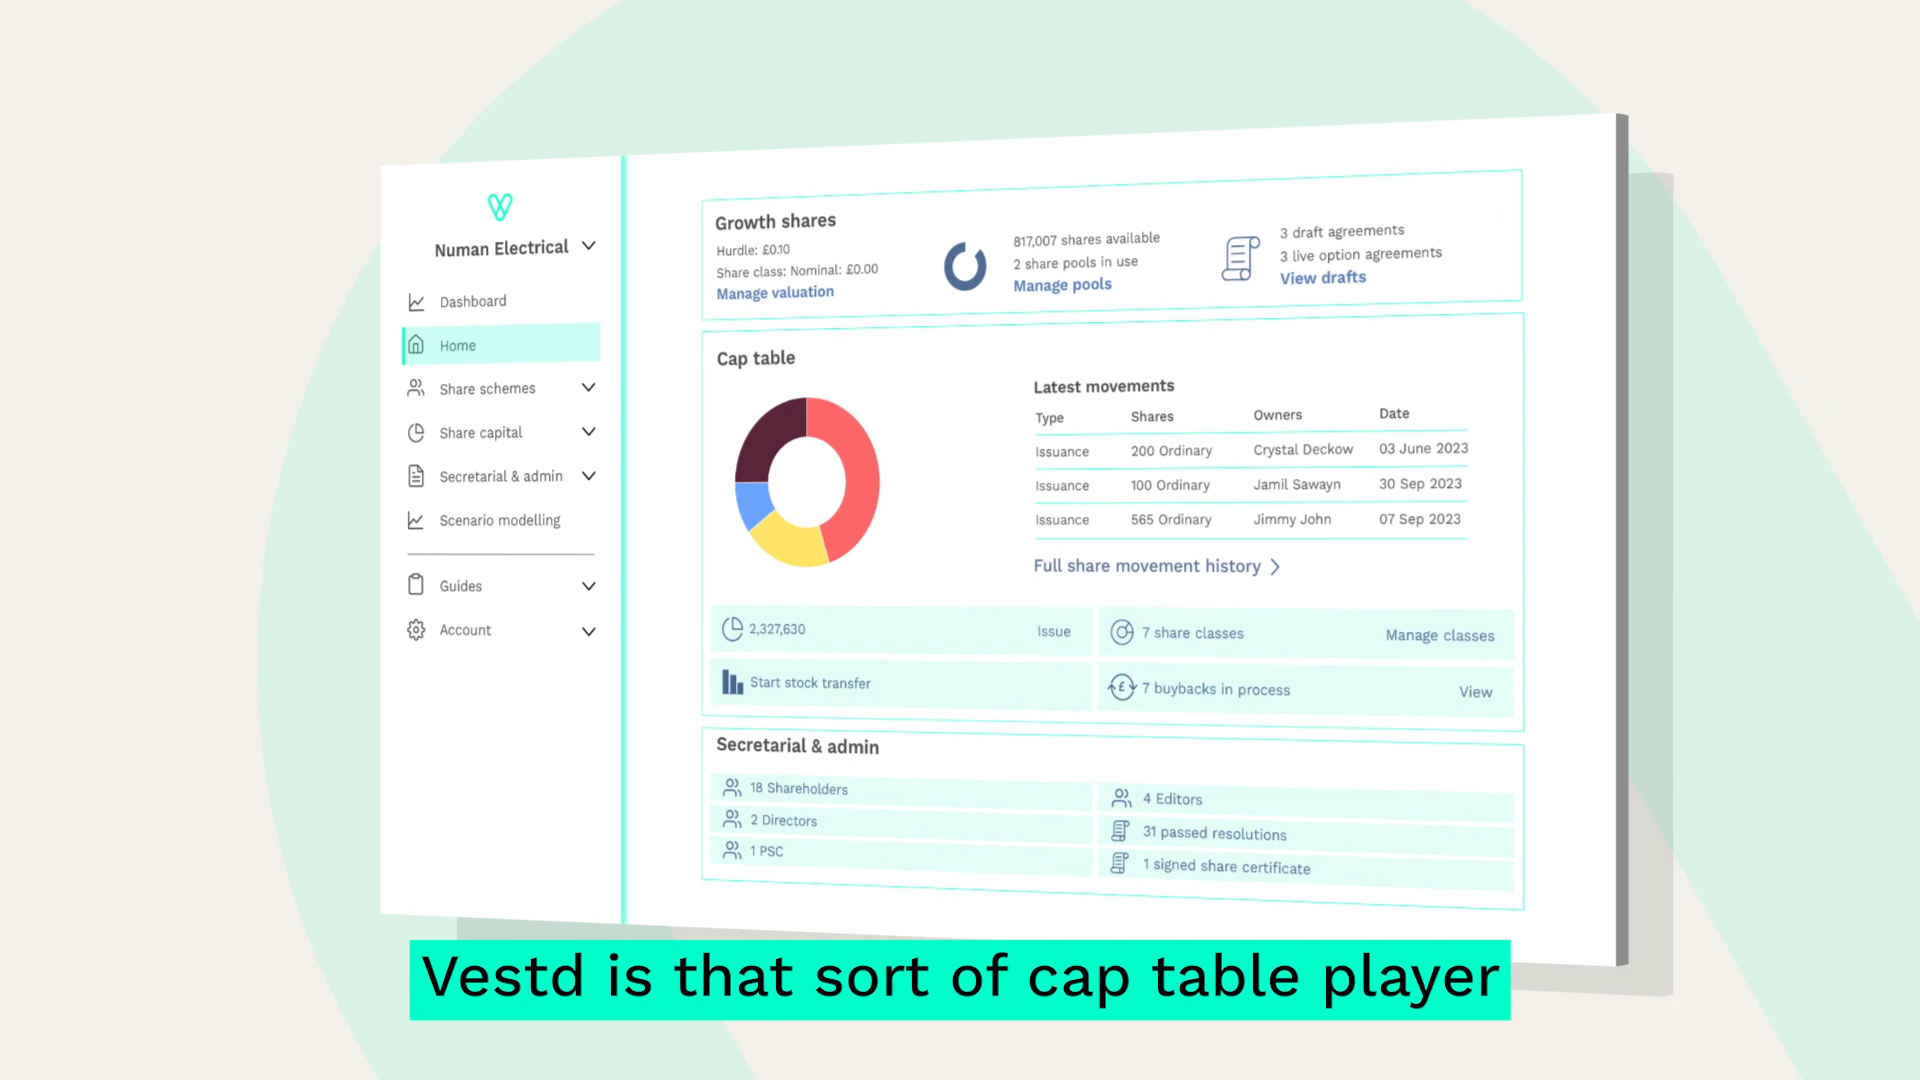 Numan Electrical
Dashboard
Home
Share schemes
Share capital
Secretarial & admin
Scenario modelling
Guides
Account
Growth shares
Hurdle: £0.10
Share class: Nominal: £0.00
Manage valuation
817,007 shares available
2 share pools in use
Manage pools
3 draft agreements
3 live option agreements
View drafts
Cap table
Latest movements
Type Shares Owners Date
Issuance 200 Ordinary Crystal Deckow 03 June 2023
Issuance 100 Ordinary Jamil Sawayn 30 Sep 2023
Issuance 565 Ordinary Jimmy John 07 Sep 2023
Full share movement history
2,327,630 Issue
7 share classes Manage classes
Start stock transfer
7 buybacks in process View
Secretarial & admin
18 Shareholders
2 Directors
1 PSC
4 Editors
31 passed resolutions
1 signed share certificate
Vestd is that sort of cap table player